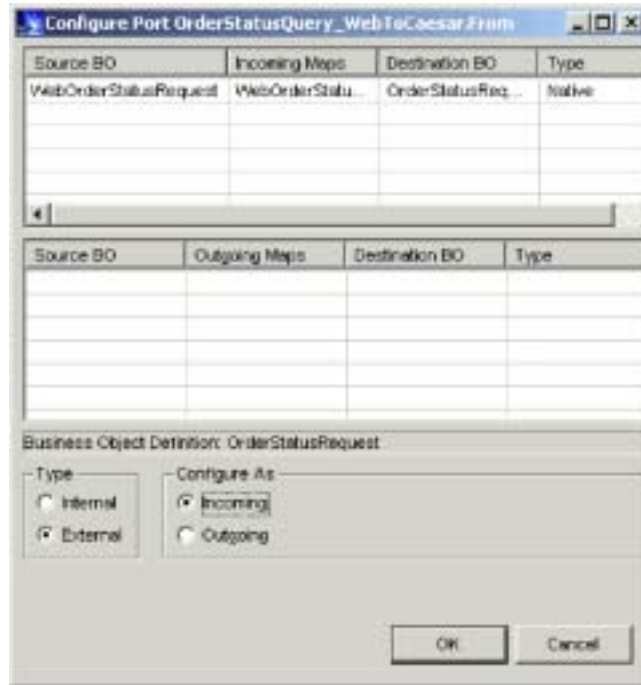 Configure Port OrderStatusQuery_WebToCaesar.From
Source BO Incoming Maps Destination BO Type
WebOrderStatusRequest WebOrderStatu... OrderStatusReq... Native
Source BO Outgoing Maps Destination BO Type
Business Object Definition: OrderStatusRequest
Type Configure As
Internal Incoming
External Outgoing
OK Cancel